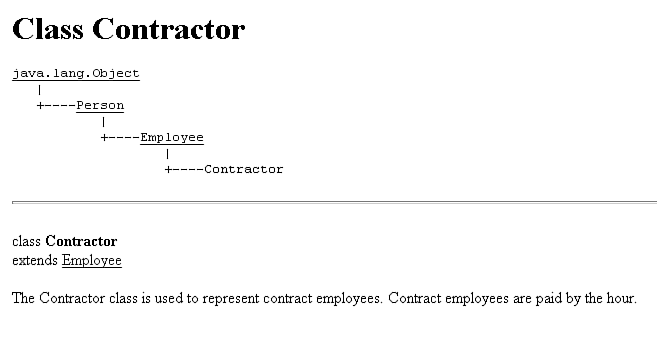 Class Contractor
java.lang.Object
|
+----Person
|
+----Employee
|
+----Contractor
class Contractor
extends Employee
The Contractor class is used to represent contract employees. Contract employees are paid by the hour.